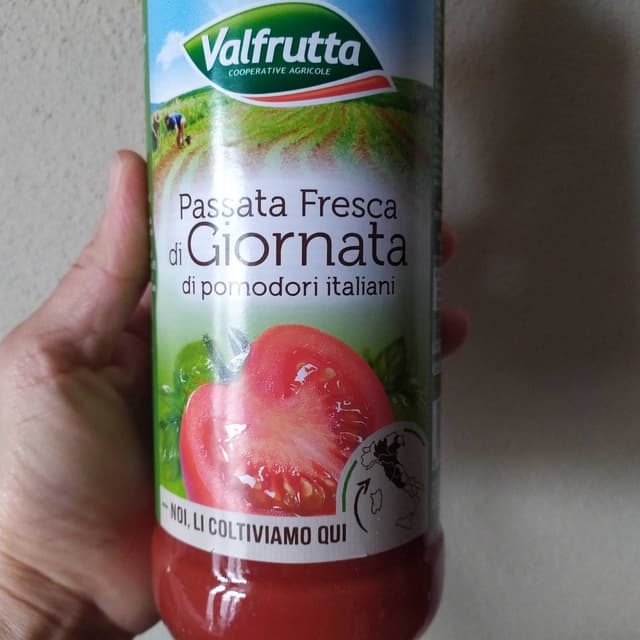 Valfrutta
COOPERATIVE AGRICOLE
Passata Fresca
di Giornata
di pomodori italiani
NOI, LI COLTIVIAMO QUI